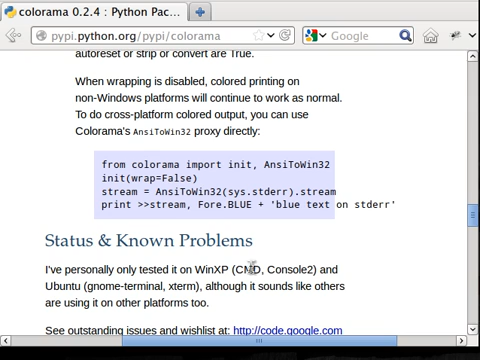 colorama 0.2.4 : Python Pac...
pypi.python.org/pypi/colorama
Google
autoreset or strip or convert are True.
When wrapping is disabled, colored printing on
non-Windows platforms will continue to work as normal.
To do cross-platform colored output, you can use
Colorama's AnsiToWin32 proxy directly:
from colorama import init, AnsiToWin32
init(wrap=False)
stream = AnsiToWin32(sys.stderr).stream
print >>stream, Fore.BLUE + 'blue text on stderr'
Status & Known Problems
I've personally only tested it on WinXP (CMD, Console2) and
Ubuntu (gnome-terminal, xterm), although it sounds like others
are using it on other platforms too.
See outstanding issues and wishlist at: http://code.google.com